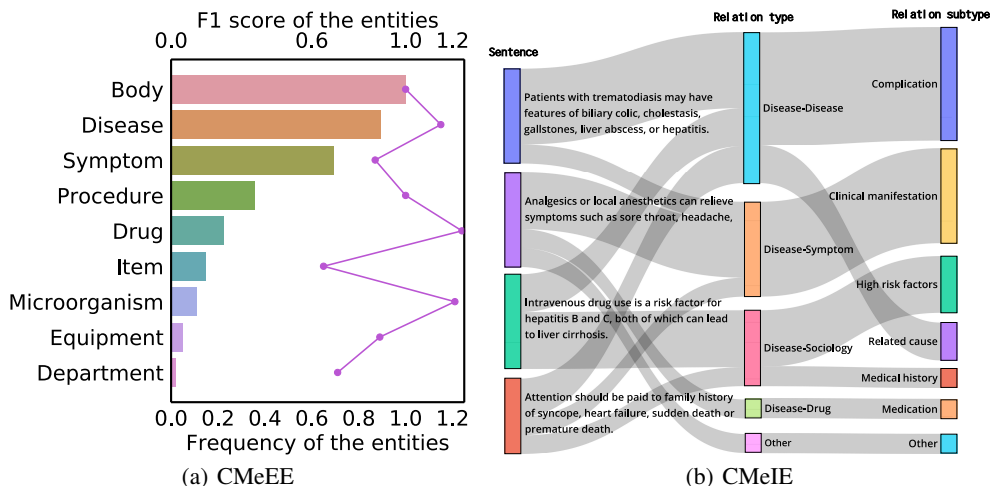 F1 score of the entities
0.0 0.6 1.0 1.2
Body
Disease
Symptom
Procedure
Drug
Item
Microorganism
Equipment
Department
0.0 0.2 0.4 0.6 0.8 1.0 1.2
Frequency of the entities
(a) CMeEE
Sentence
Relation type
Relation subtype
Patients with trematodiasis may have
features of biliary colic, cholestasis,
gallstones, liver abscess, or hepatitis.
Analgesics or local anesthetics can relieve
symptoms such as sore throat, headache,
Intravenous drug use is a risk factor for
hepatitis B and C, both of which can lead
to liver cirrhosis.
Attention should be paid to family history
of syncope, heart failure, sudden death or
premature death.
Disease-Disease
Disease-Symptom
Disease-Sociology
Disease-Drug
Other
Complication
Clinical manifestation
High risk factors
Related cause
Medical history
Medication
Other
(b) CMeIE